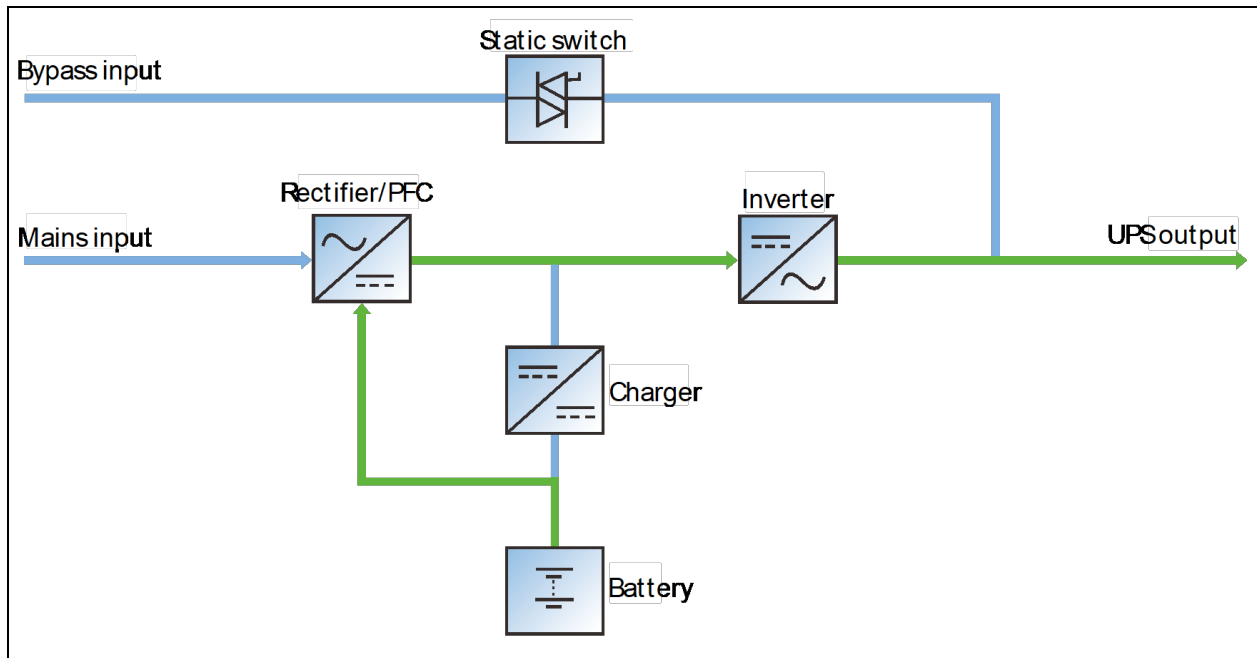 Static switch
Bypass input
Rectifier/PFC
Inverter
Mains input
UPS output
Charger
Battery